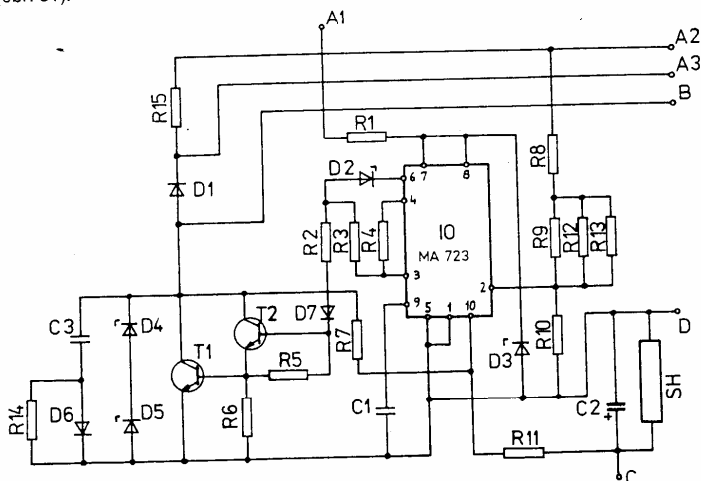 A1
A2
A3
B
R15
R1
R8
D2
6
7
8
4
D1
R2
R3
R4
IO
MA 723
R9
R12
R13
3
2
9
5
1
10
T2
D7
C3
D4
R7
D
T1
R5
D3
R10
R14
D6
D5
R6
C1
C2
+
SH
R11
C